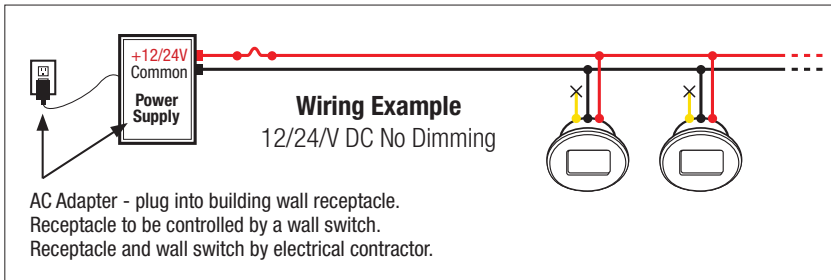 +12/24V
Common
Power
Supply
Wiring Example
12/24/V DC No Dimming
AC Adapter - plug into building wall receptacle.
Receptacle to be controlled by a wall switch.
Receptacle and wall switch by electrical contractor.